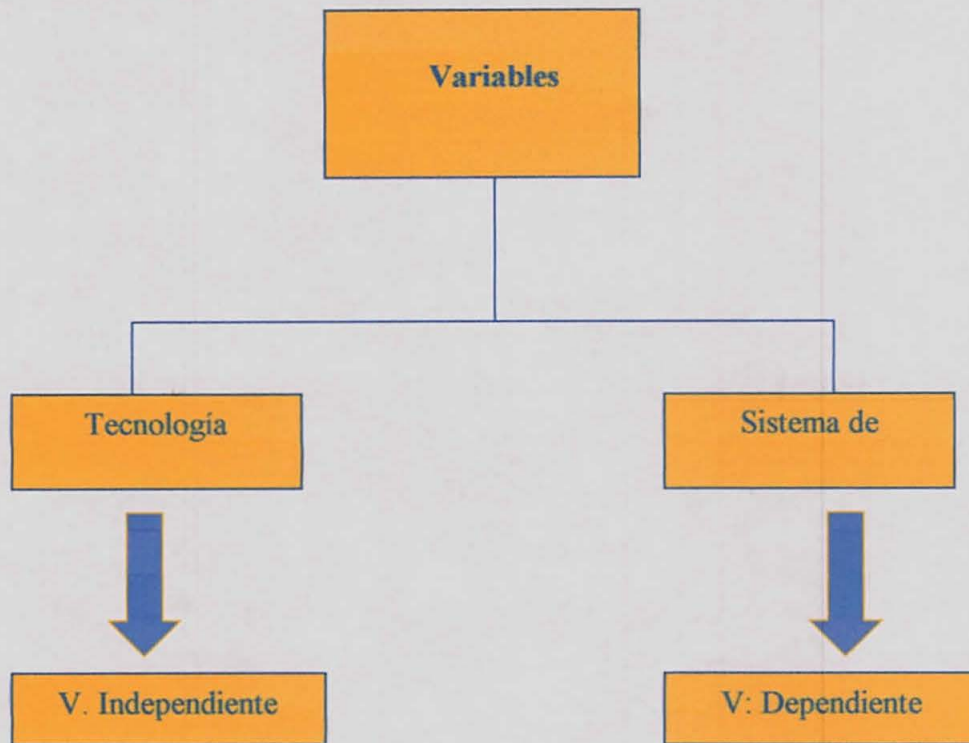 Variables
Tecnología
Sistema de
V. Independiente
V: Dependiente